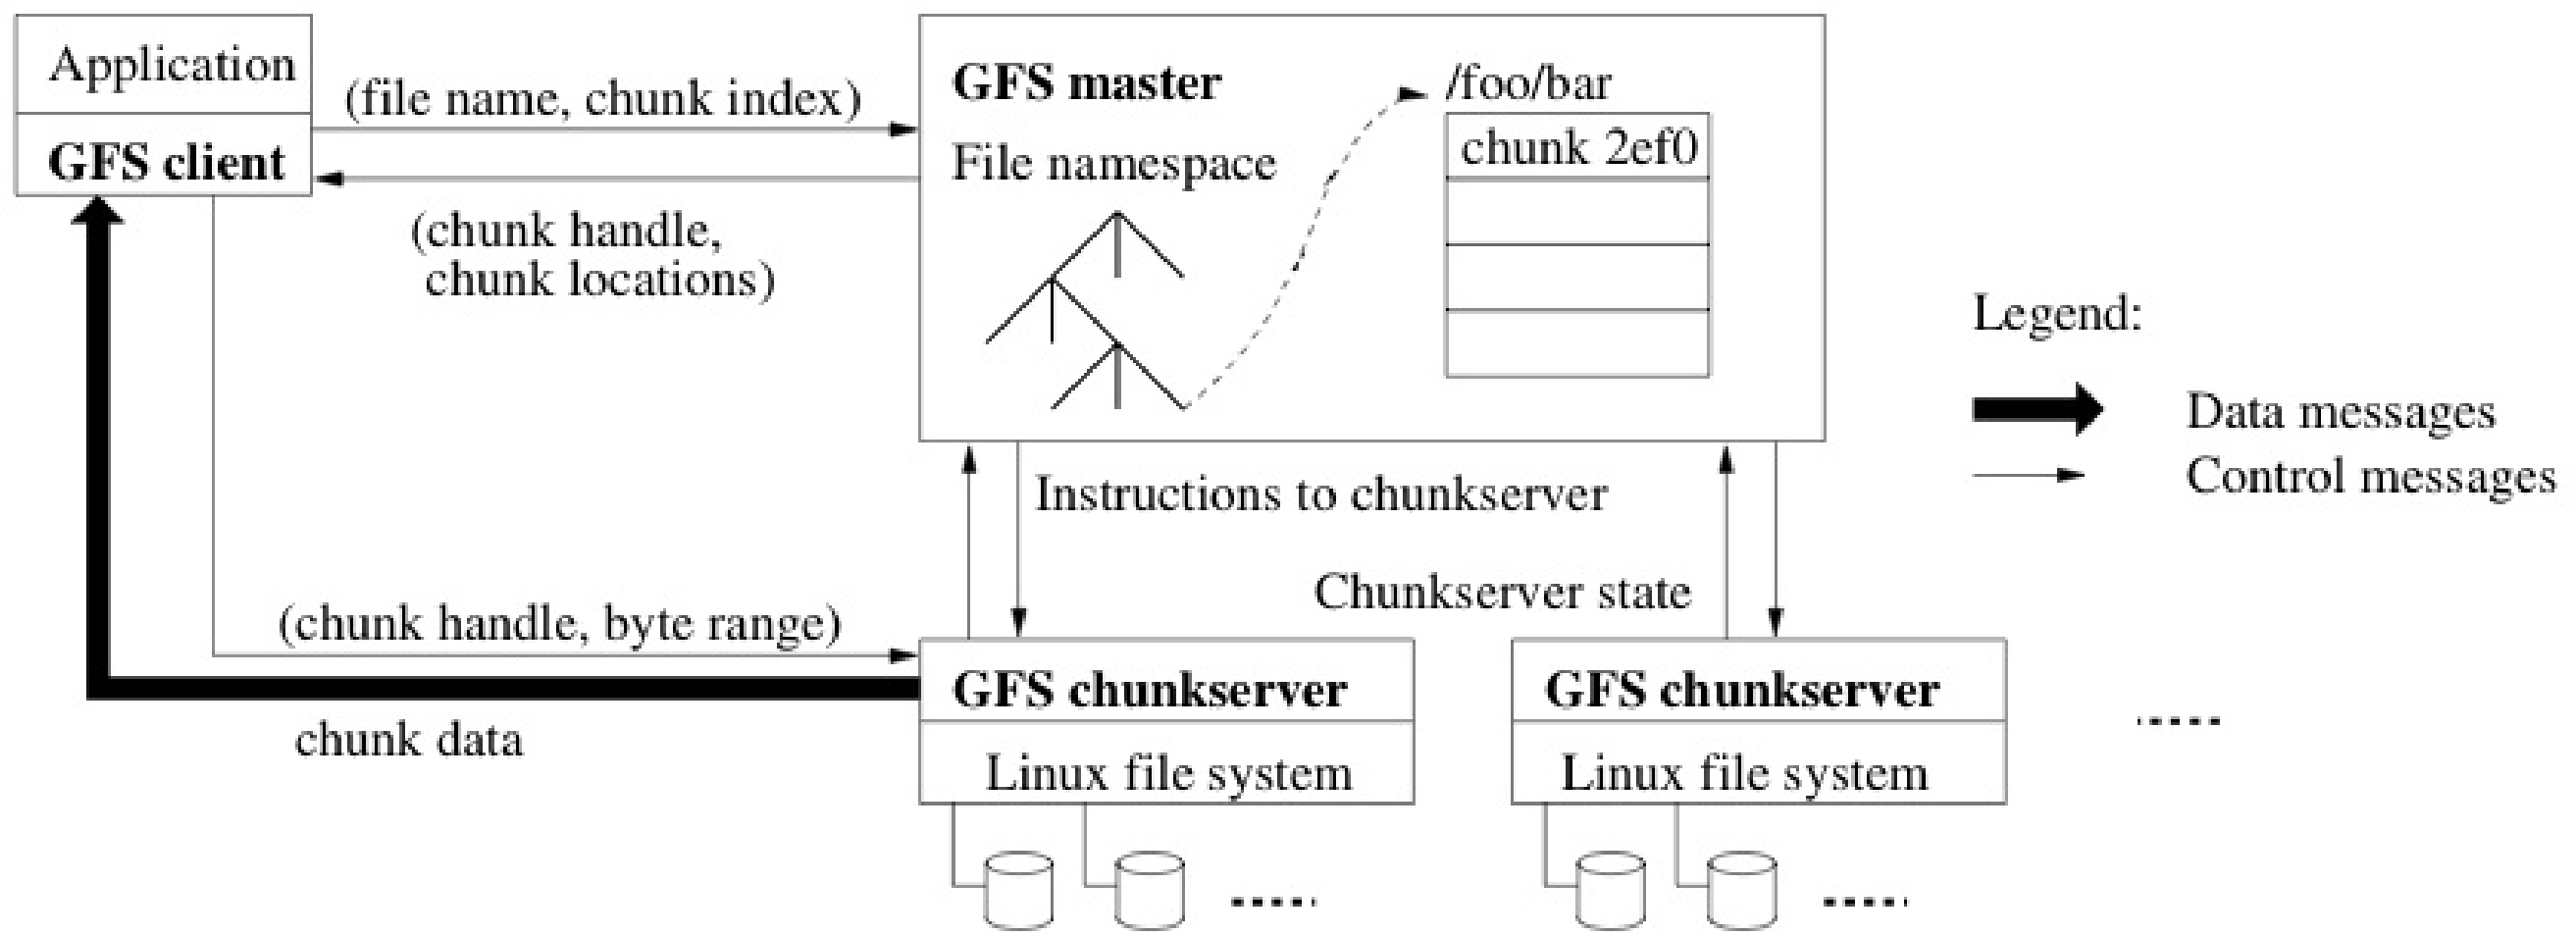 Application
GFS client
(file name, chunk index)
(chunk handle,
chunk locations)
GFS master
File namespace
/foo/bar
chunk 2ef0
Legend:
Data messages
Control messages
Instructions to chunkserver
Chunkserver state
(chunk handle, byte range)
chunk data
GFS chunkserver
Linux file system
GFS chunkserver
Linux file system